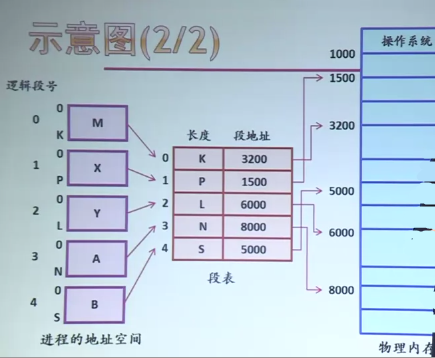 示意图(2/2)
逻辑段号
0
0
K
M
1
0
P
X
2
0
L
Y
3
0
N
A
4
0
S
B
进程的地址空间
长度 段地址
0 K 3200
1 P 1500
2 L 6000
3 N 8000
4 S 5000
段表
操作系统
1000
1500
3200
5000
6000
8000
物理内存